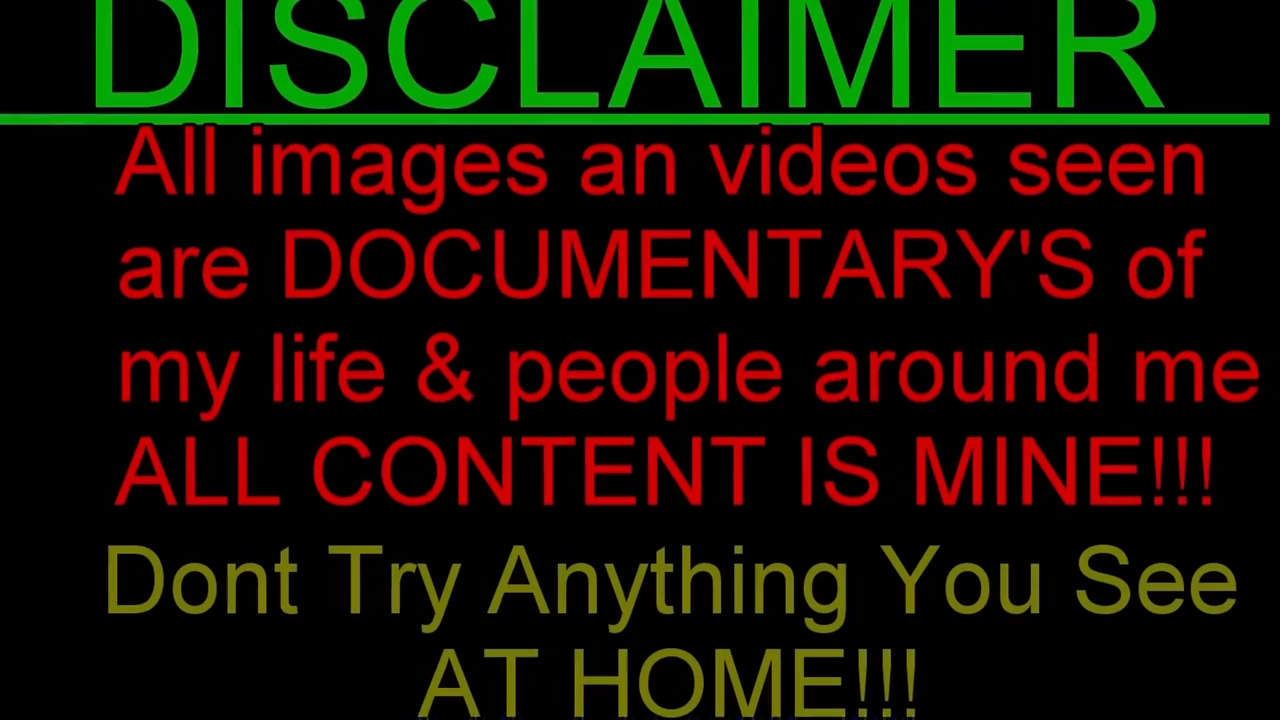 DISCLAIMER
All images an videos seen
are DOCUMENTARY'S of
my life & people around me
ALL CONTENT IS MINE!!!
Dont Try Anything You See
AT HOME!!!